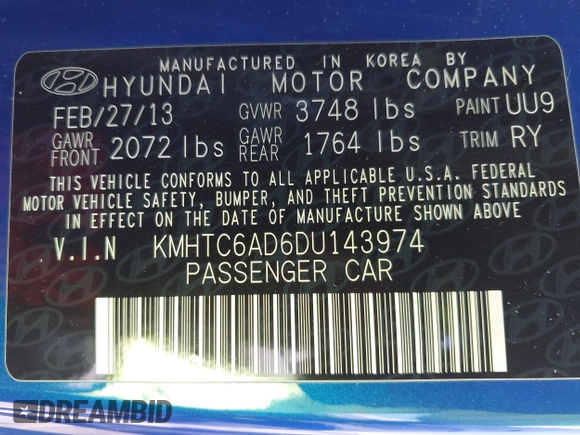 MANUFACTURED IN KOREA BY
HYUNDAI MOTOR COMPANY
FEB/27/13 GVWR 3748 lbs PAINT UU9
GAWR FRONT 2072 lbs GAWR REAR 1764 lbs TRIM RY
THIS VEHICLE CONFORMS TO ALL APPLICABLE U.S.A. FEDERAL
MOTOR VEHICLE SAFETY, BUMPER, AND THEFT PREVENTION STANDARDS
IN EFFECT ON THE DATE OF MANUFACTURE SHOWN ABOVE
V.I.N KMHTC6AD6DU143974
PASSENGER CAR
DREAMBID